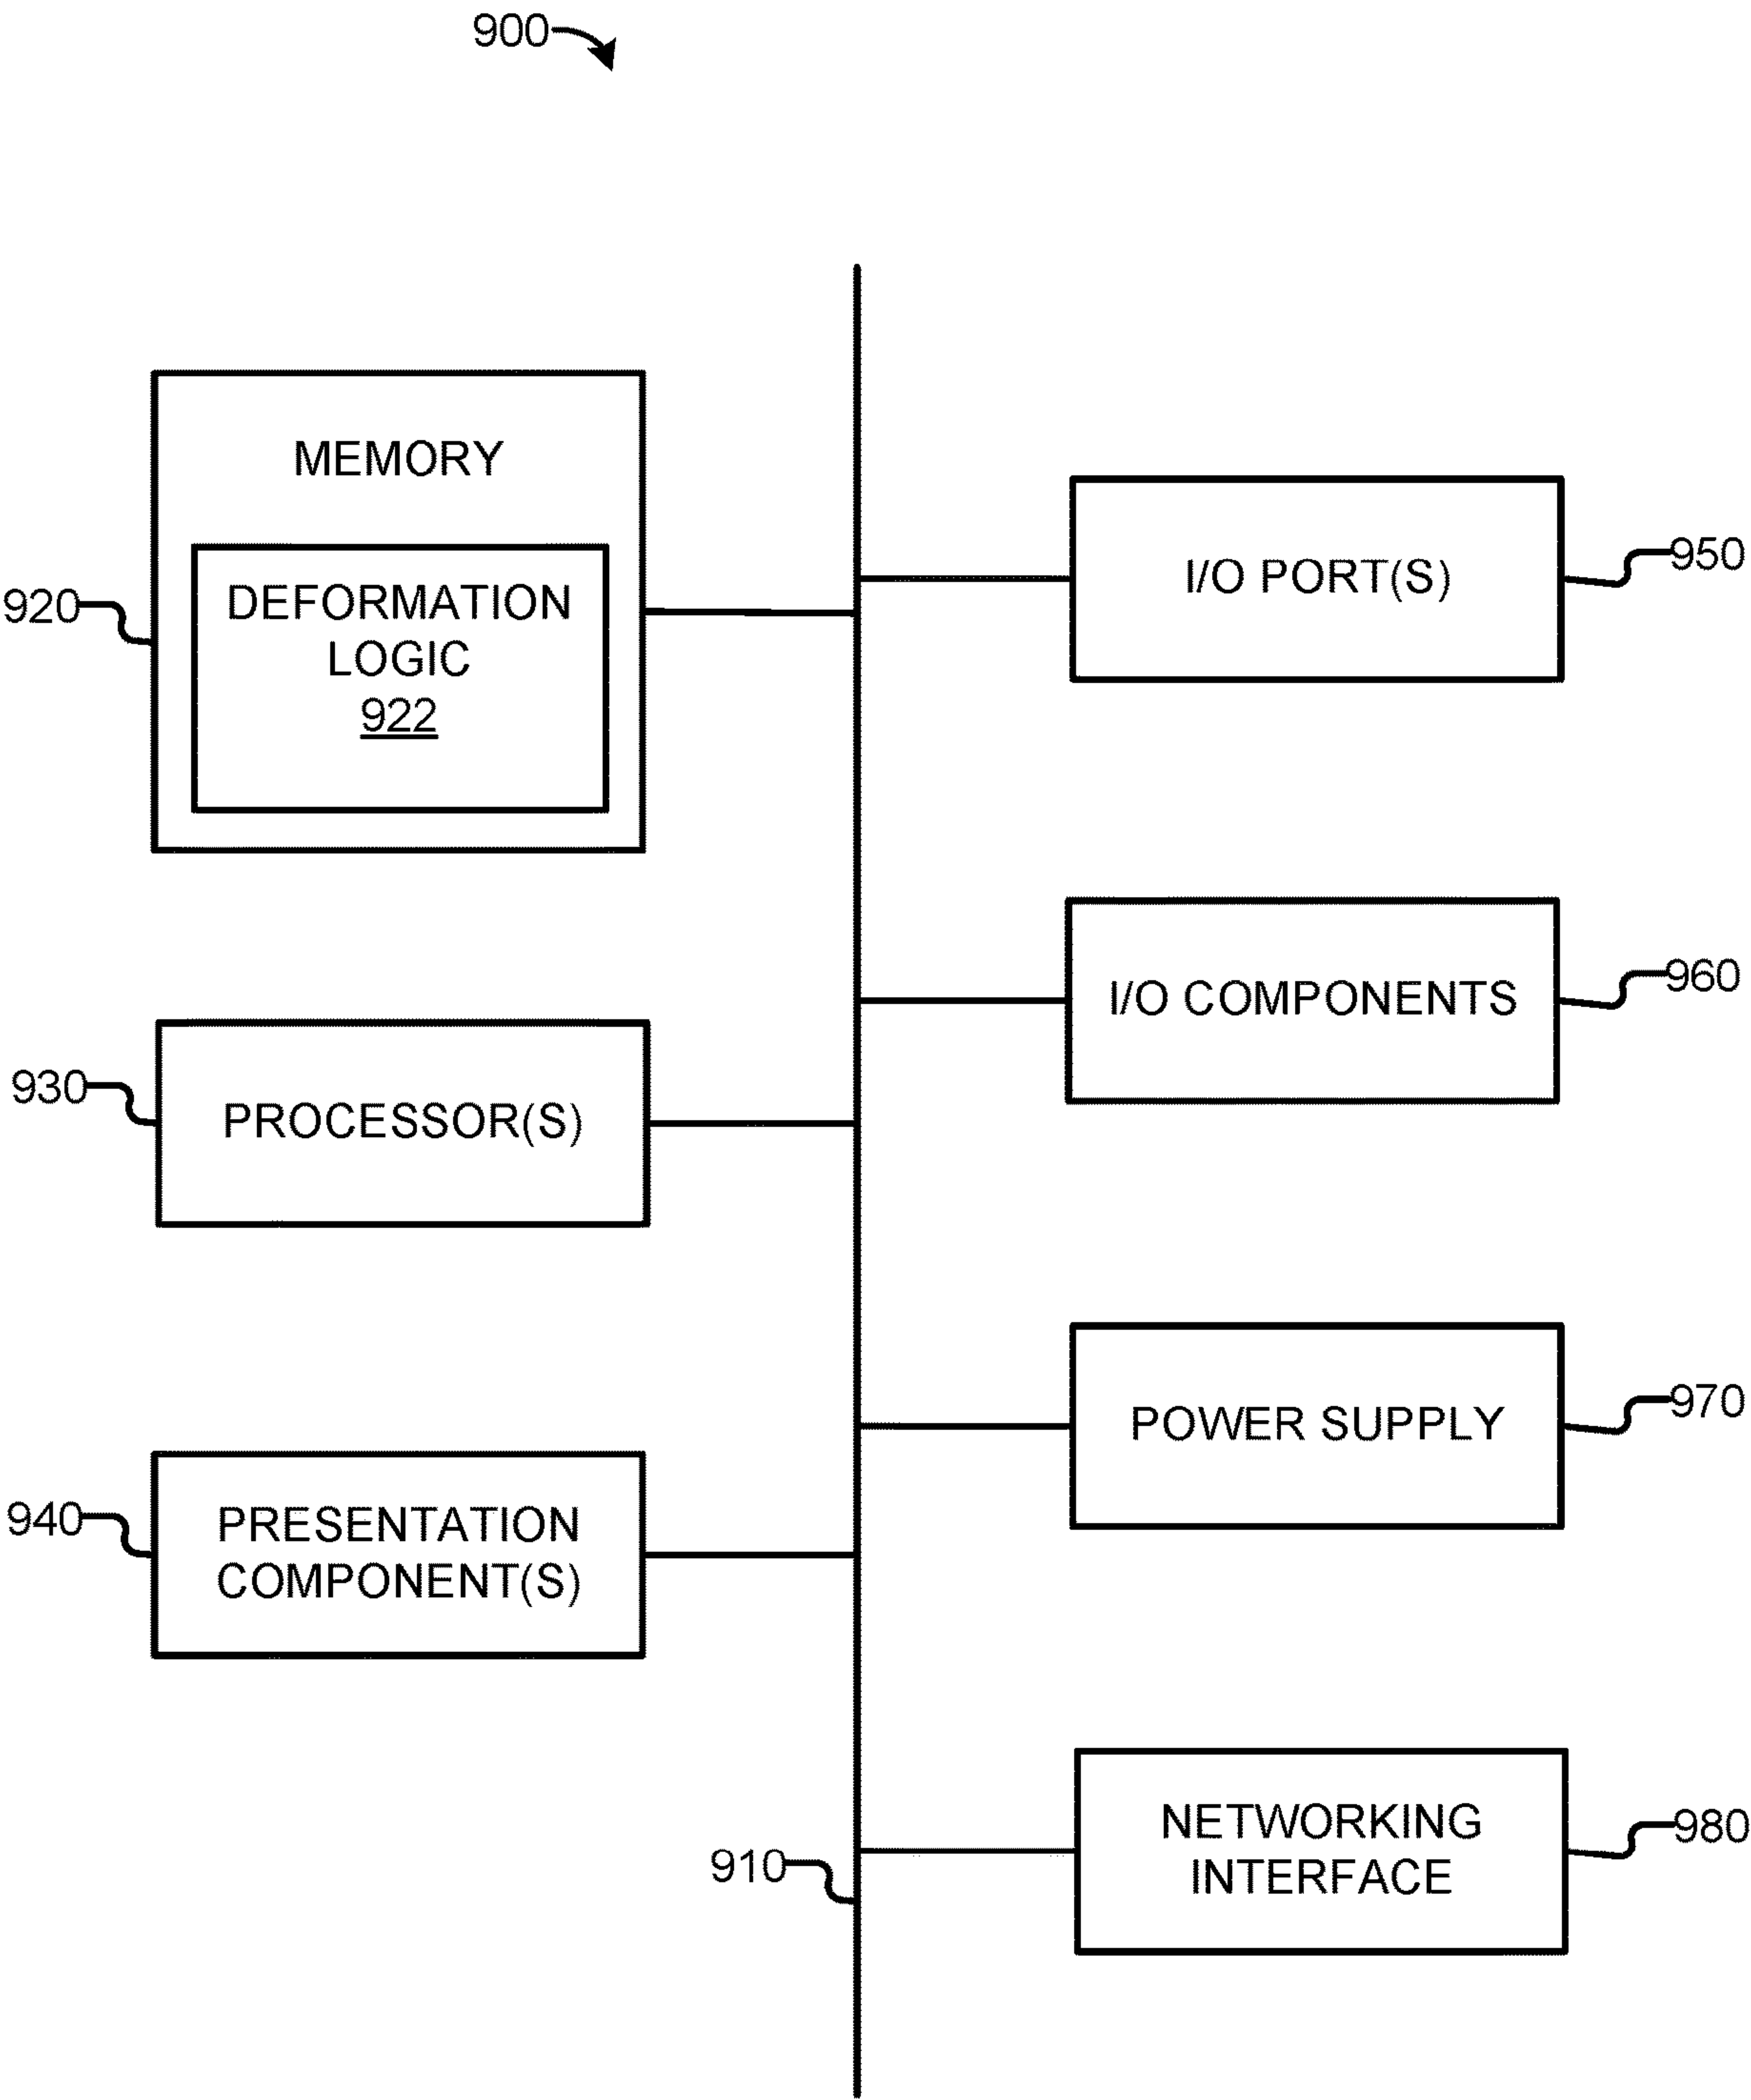 900
MEMORY
DEFORMATION
LOGIC
922
920
I/O PORT(S)
950
I/O COMPONENTS
960
930
PROCESSOR(S)
POWER SUPPLY
970
940
PRESENTATION
COMPONENT(S)
910
NETWORKING
INTERFACE
980